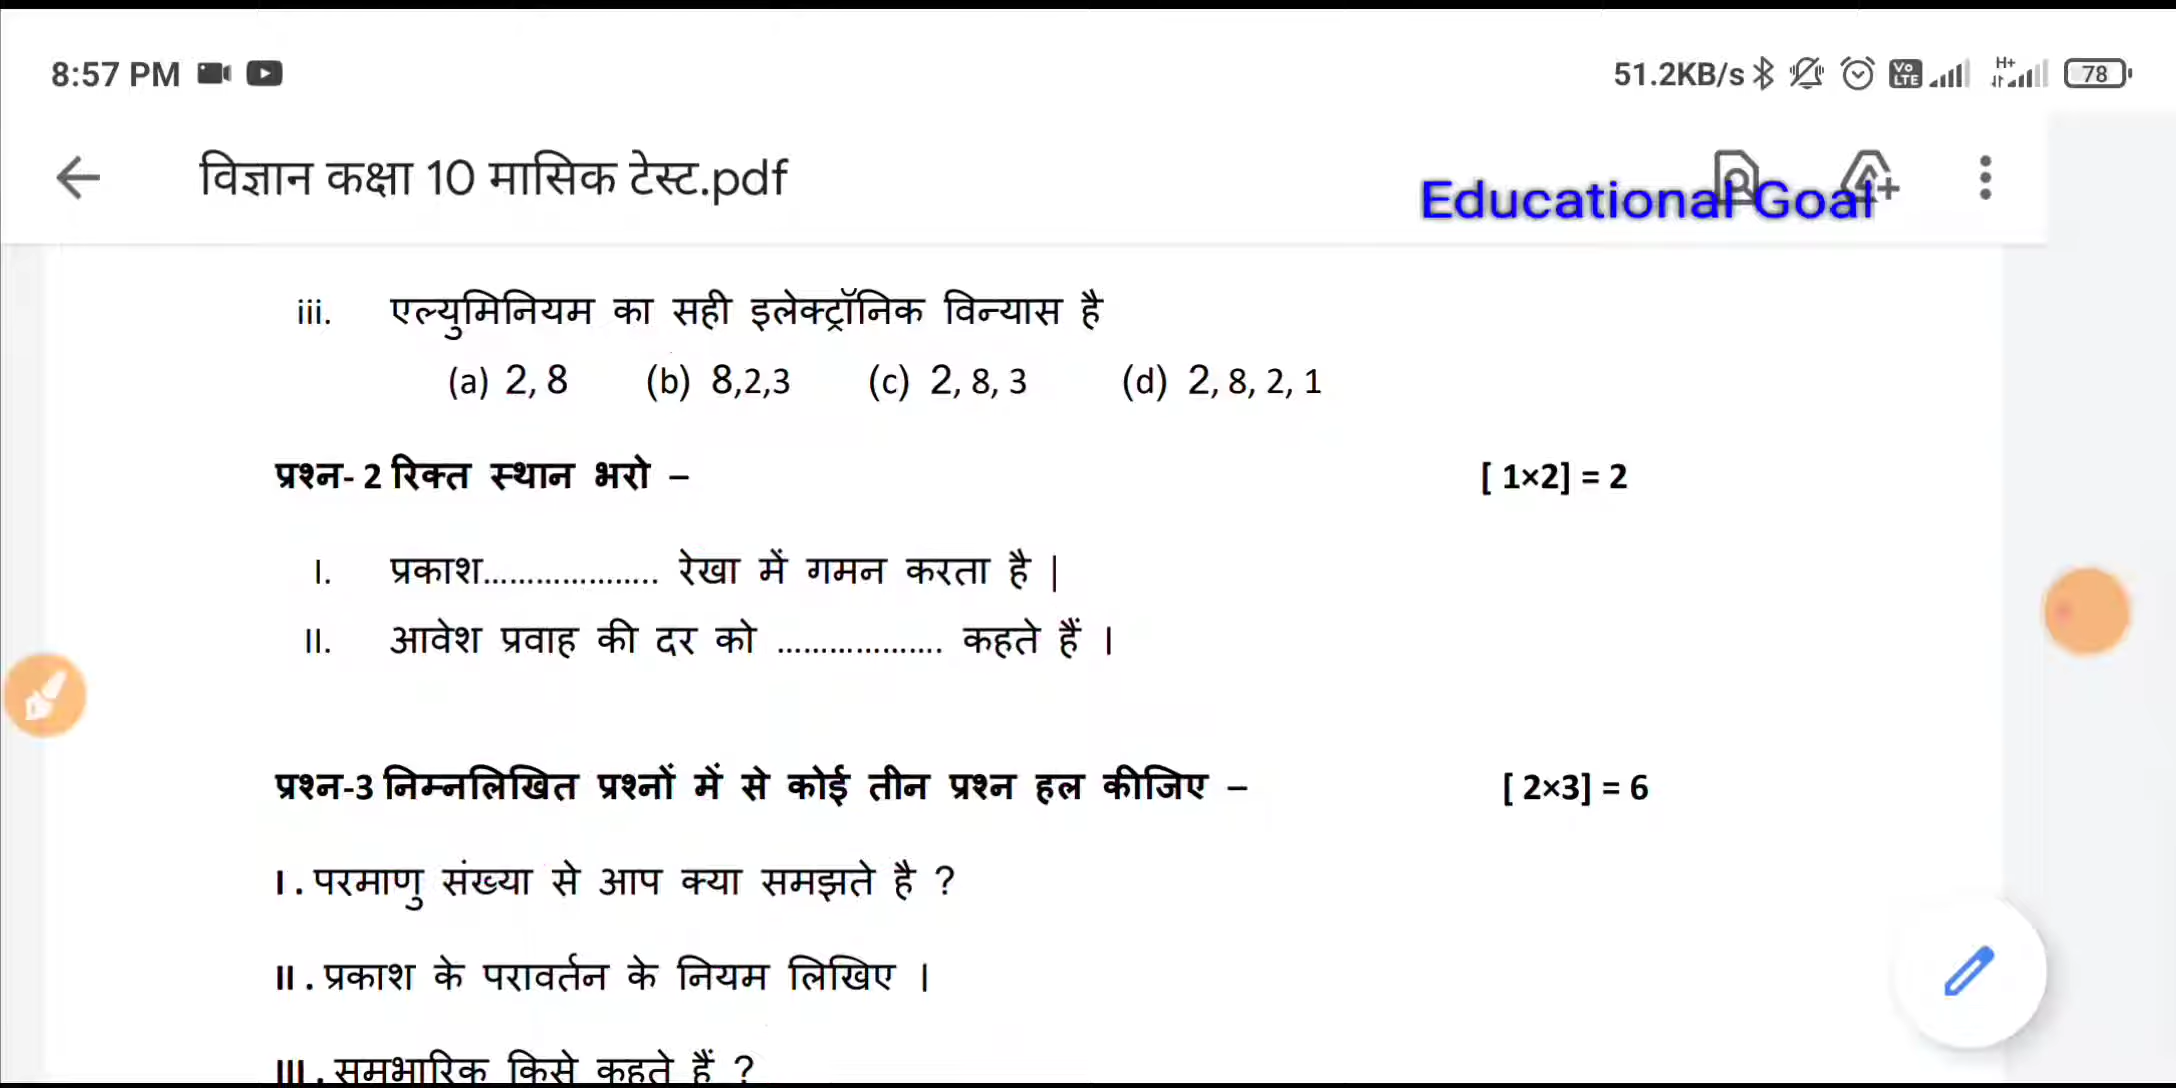 8:57 PM 51.2KB/s Vo LTE H+ 78
विज्ञान कक्षा 10 मासिक टेस्ट.pdf Educational Goal
iii. एल्युमिनियम का सही इलेक्ट्रॉनिक विन्यास है
(a) 2, 8 (b) 8,2,3 (c) 2, 8, 3 (d) 2, 8, 2, 1
प्रश्न- 2 रिक्त स्थान भरो – [ 1×2] = 2
I. प्रकाश.................... रेखा में गमन करता है |
II. आवेश प्रवाह की दर को ................... कहते हैं ।
प्रश्न-3 निम्नलिखित प्रश्नों में से कोई तीन प्रश्न हल कीजिए – [ 2×3] = 6
I . परमाणु संख्या से आप क्या समझते है ?
II . प्रकाश के परावर्तन के नियम लिखिए ।
III . समभारिक किसे कहते हैं ?